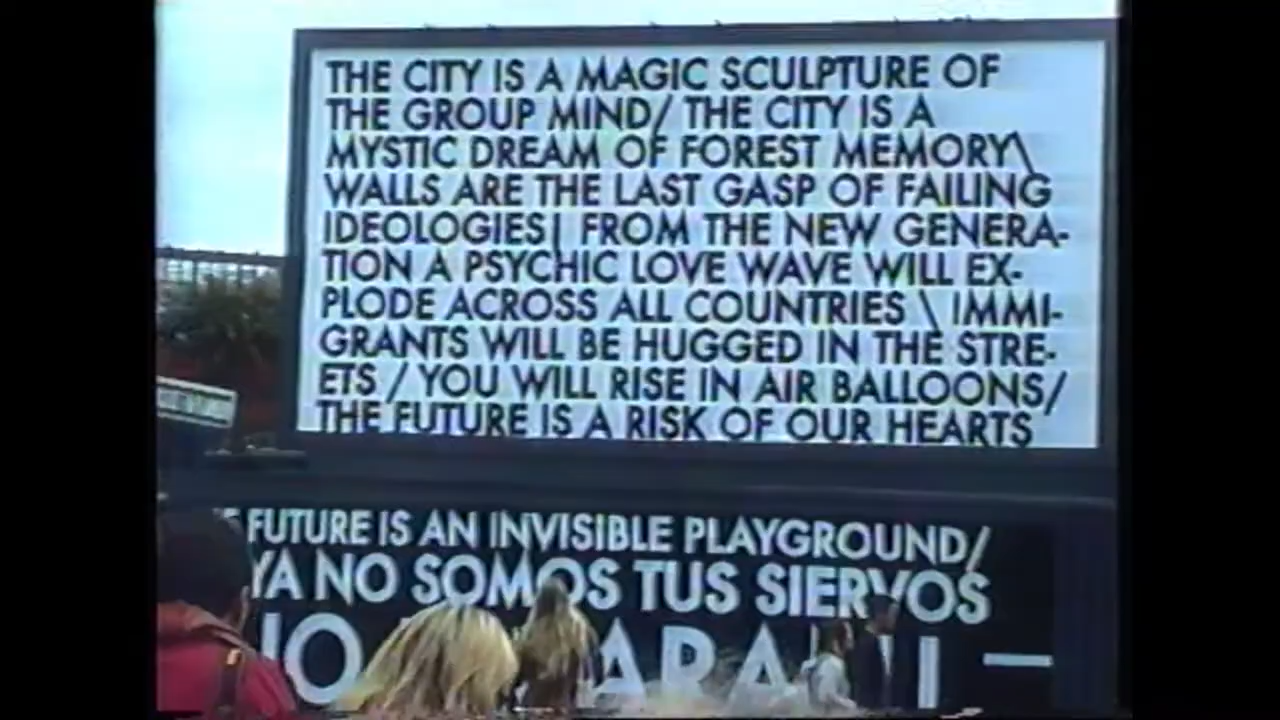 THE CITY IS A MAGIC SCULPTURE OF
THE GROUP MIND/ THE CITY IS A
MYSTIC DREAM OF FOREST MEMORY\
WALLS ARE THE LAST GASP OF FAILING
IDEOLOGIES| FROM THE NEW GENERA-
TION A PSYCHIC LOVE WAVE WILL EX-
PLODE ACROSS ALL COUNTRIES \ IMMI-
GRANTS WILL BE HUGGED IN THE STRE-
ETS / YOU WILL RISE IN AIR BALLOONS/
THE FUTURE IS A RISK OF OUR HEARTS
FUTURE IS AN INVISIBLE PLAYGROUND/
YA NO SOMOS TUS SIERVOS